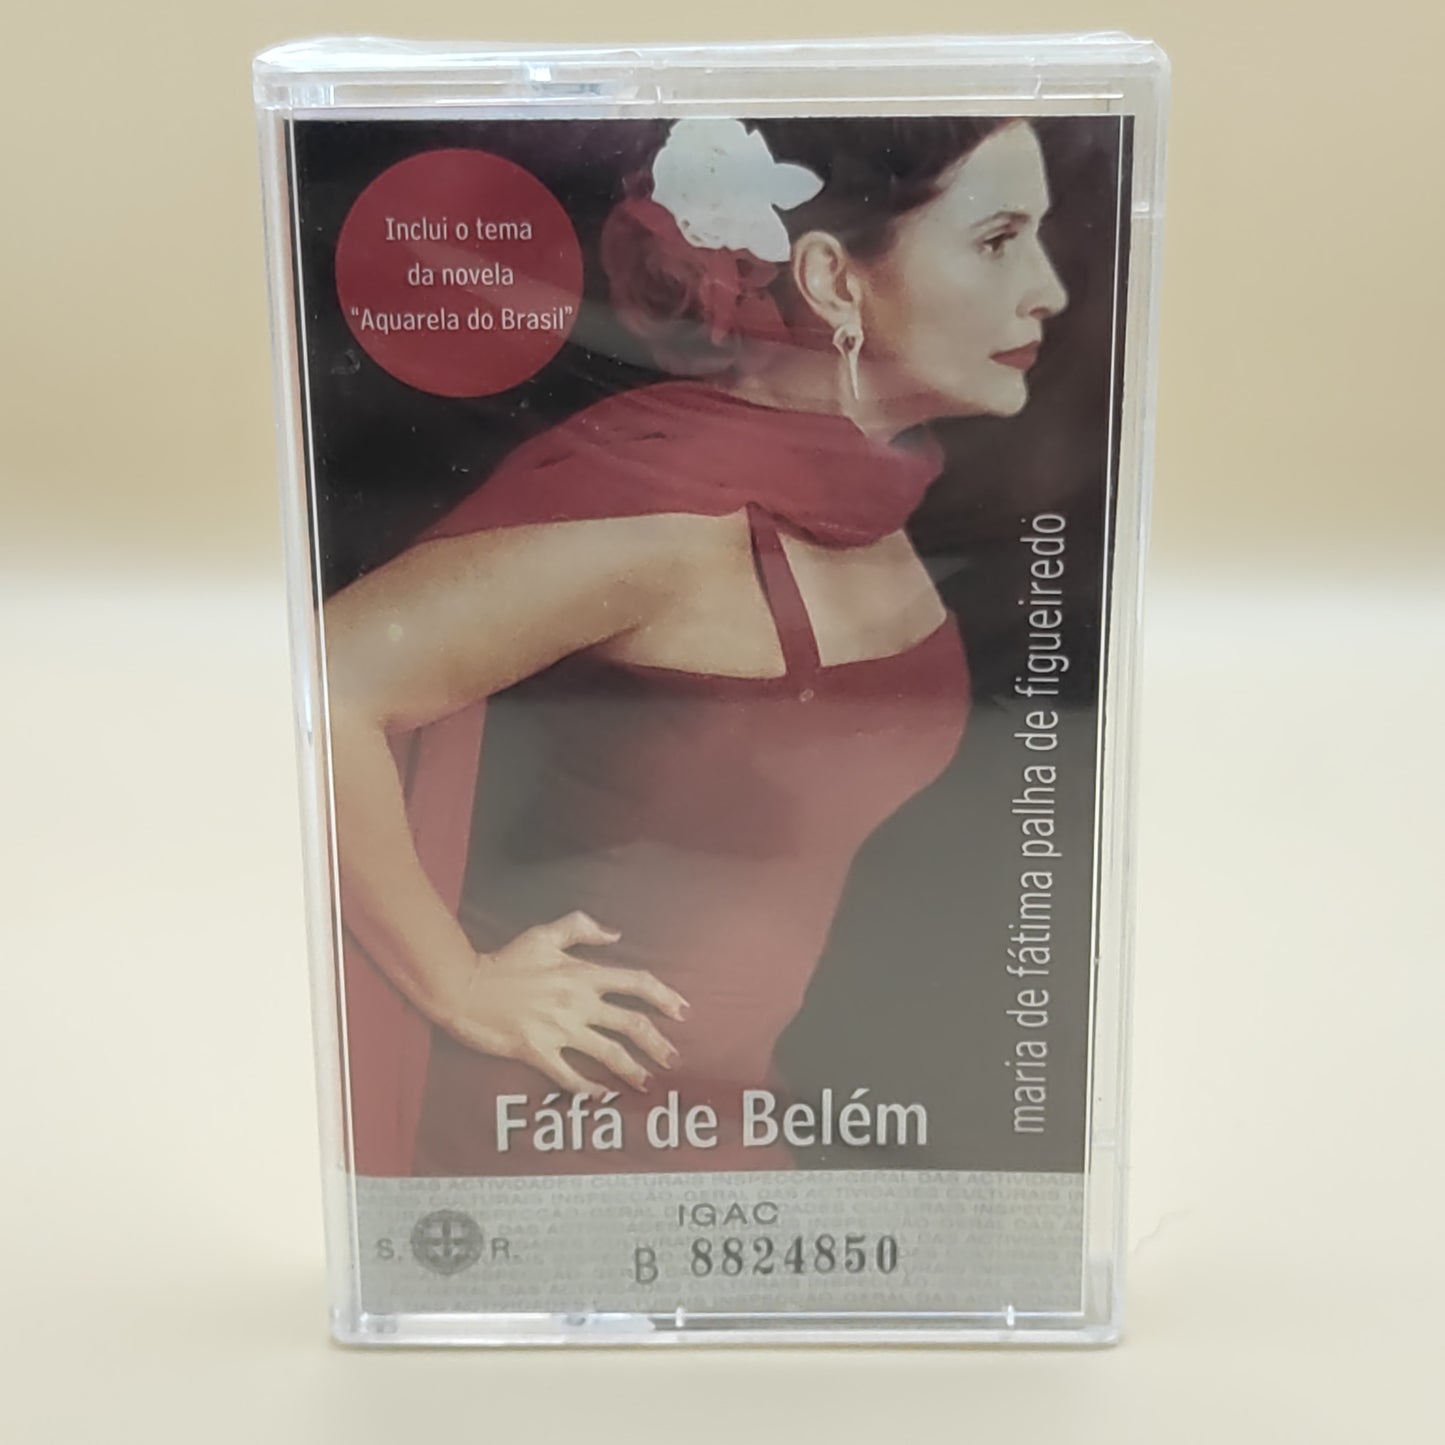 Inclui o tema
da novela
“Aquarela do Brasil”
maria de fátima palha de figueiredo
Fáfá de Belém
IGAC
S. R.
B 8824850